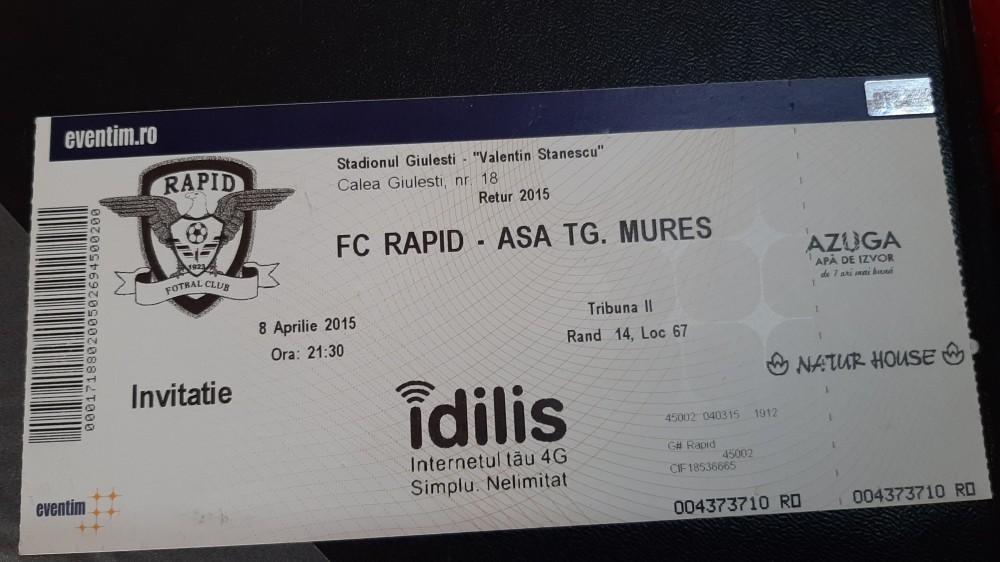 eventim.ro
Stadionul Giulesti - "Valentin Stanescu"
Calea Giulesti, nr. 18
Retur 2015
FC RAPID - ASA TG. MURES
RAPID
1923
FOTBAL CLUB
AZUGA
APĂ DE IZVOR
de 7 ori mai bună
8 Aprilie 2015
Ora: 21:30
Tribuna II
Rand 14, Loc 67
Invitatie
NATUR HOUSE
idilis
Internetul tău 4G
Simplu. Nelimitat
45002 040315 1912
G# Rapid
45002
CIF18536665
004373710 RO
004373710 RO
eventim
00017188020050269450020​0